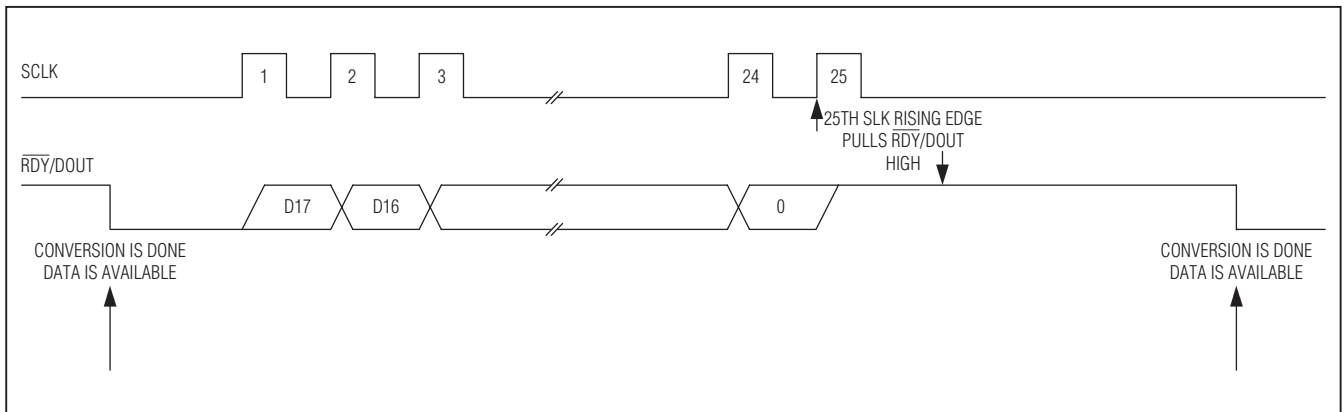 SCLK
1
2
3
24
25
25TH SLK RISING EDGE
PULLS RDY/DOUT
HIGH
RDY/DOUT
D17
D16
0
CONVERSION IS DONE
DATA IS AVAILABLE
CONVERSION IS DONE
DATA IS AVAILABLE